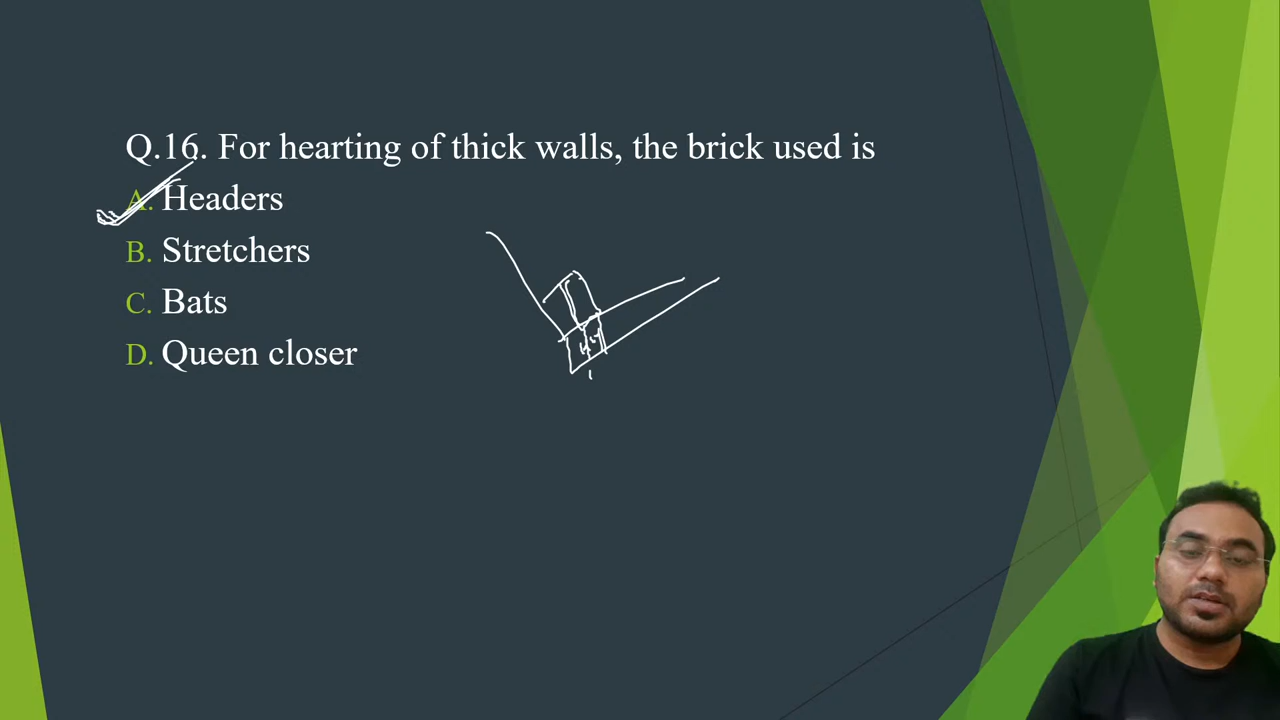 Q.16. For hearting of thick walls, the brick used is
A. Headers
B. Stretchers
C. Bats
D. Queen closer